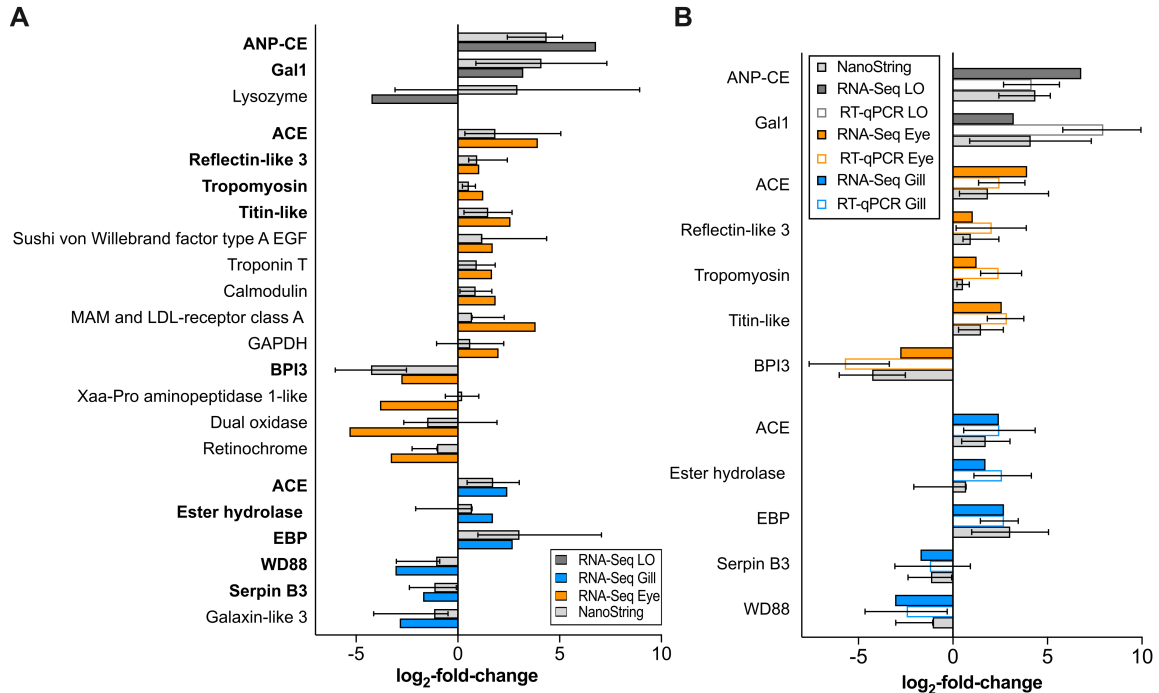 A
ANP-CE
Gal1
Lysozyme
ACE
Reflectin-like 3
Tropomyosin
Titin-like
Sushi von Willebrand factor type A EGF
Troponin T
Calmodulin
MAM and LDL-receptor class A
GAPDH
BPI3
Xaa-Pro aminopeptidase 1-like
Dual oxidase
Retinochrome
ACE
Ester hydrolase
EBP
WD88
Serpin B3
Galaxin-like 3
RNA-Seq LO
RNA-Seq Gill
RNA-Seq Eye
NanoString
-5 0 5 10
log2-fold-change
B
NanoString
RNA-Seq LO
RT-qPCR LO
RNA-Seq Eye
RT-qPCR Eye
RNA-Seq Gill
RT-qPCR Gill
ANP-CE
Gal1
ACE
Reflectin-like 3
Tropomyosin
Titin-like
BPI3
ACE
Ester hydrolase
EBP
Serpin B3
WD88
-5 0 5 10
log2-fold-change